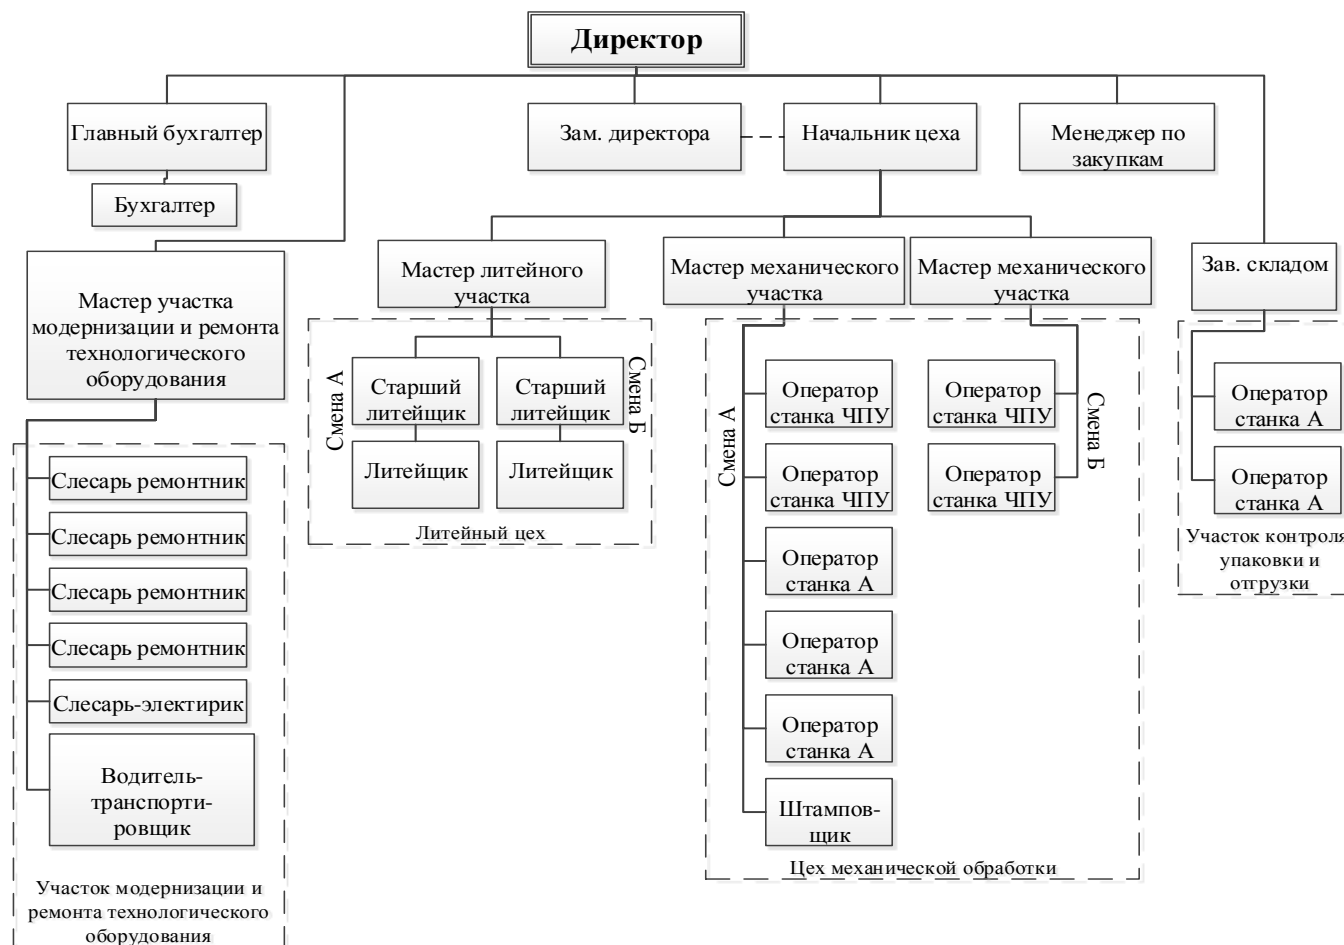 Директор
Главный бухгалтер
Зам. директора
Начальник цеха
Менеджер по
закупкам
Бухгалтер
Мастер участка
модернизации и ремонта
технологического
оборудования
Мастер литейного
участка
Мастер механического
участка
Мастер механического
участка
Зав. складом
Слесарь ремонтник
Слесарь ремонтник
Слесарь ремонтник
Слесарь ремонтник
Слесарь-электирик
Водитель-
транспорти-
ровщик
Участок модернизации и
ремонта технологического
оборудования
Смена А
Старший
литейщик
Старший
литейщик
Смена Б
Литейщик
Литейщик
Литейный цех
Смена А
Оператор
станка ЧПУ
Оператор
станка ЧПУ
Оператор
станка А
Оператор
станка А
Оператор
станка А
Штампов-
щик
Оператор
станка ЧПУ
Оператор
станка ЧПУ
Смена Б
Цех механической обработки
Оператор
станка А
Оператор
станка А
Участок контроля
упаковки и
отгрузки